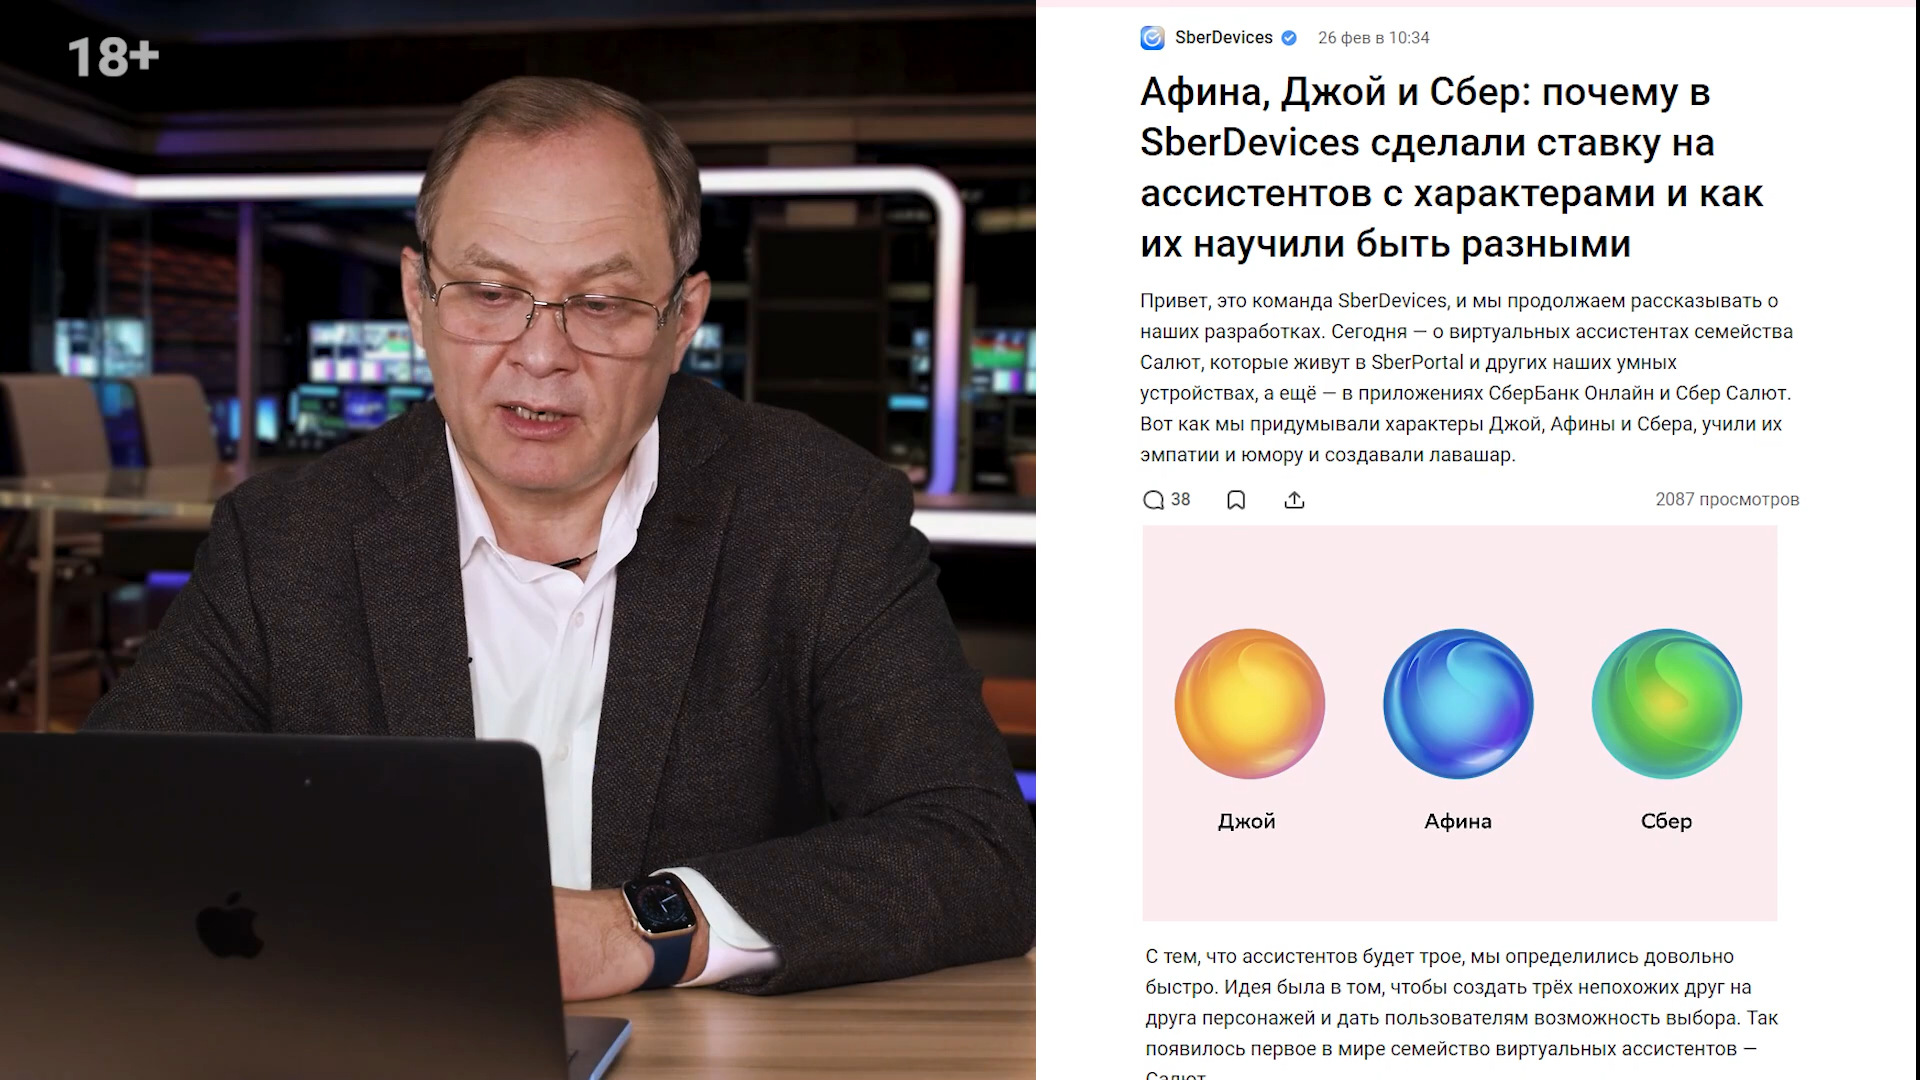 18+
SberDevices 26 фев в 10:34
Афина, Джой и Сбер: почему в
SberDevices сделали ставку на
ассистентов с характерами и как
их научили быть разными
Привет, это команда SberDevices, и мы продолжаем рассказывать о
наших разработках. Сегодня — о виртуальных ассистентах семейства
Салют, которые живут в SberPortal и других наших умных
устройствах, а ещё — в приложениях СберБанк Онлайн и Сбер Салют.
Вот как мы придумывали характеры Джой, Афины и Сбера, учили их
эмпатии и юмору и создавали лавашар.
38 2087 просмотров
Джой Афина Сбер
С тем, что ассистентов будет трое, мы определились довольно
быстро. Идея была в том, чтобы создать трёх непохожих друг на
друга персонажей и дать пользователям возможность выбора. Так
появилось первое в мире семейство виртуальных ассистентов —
Салют